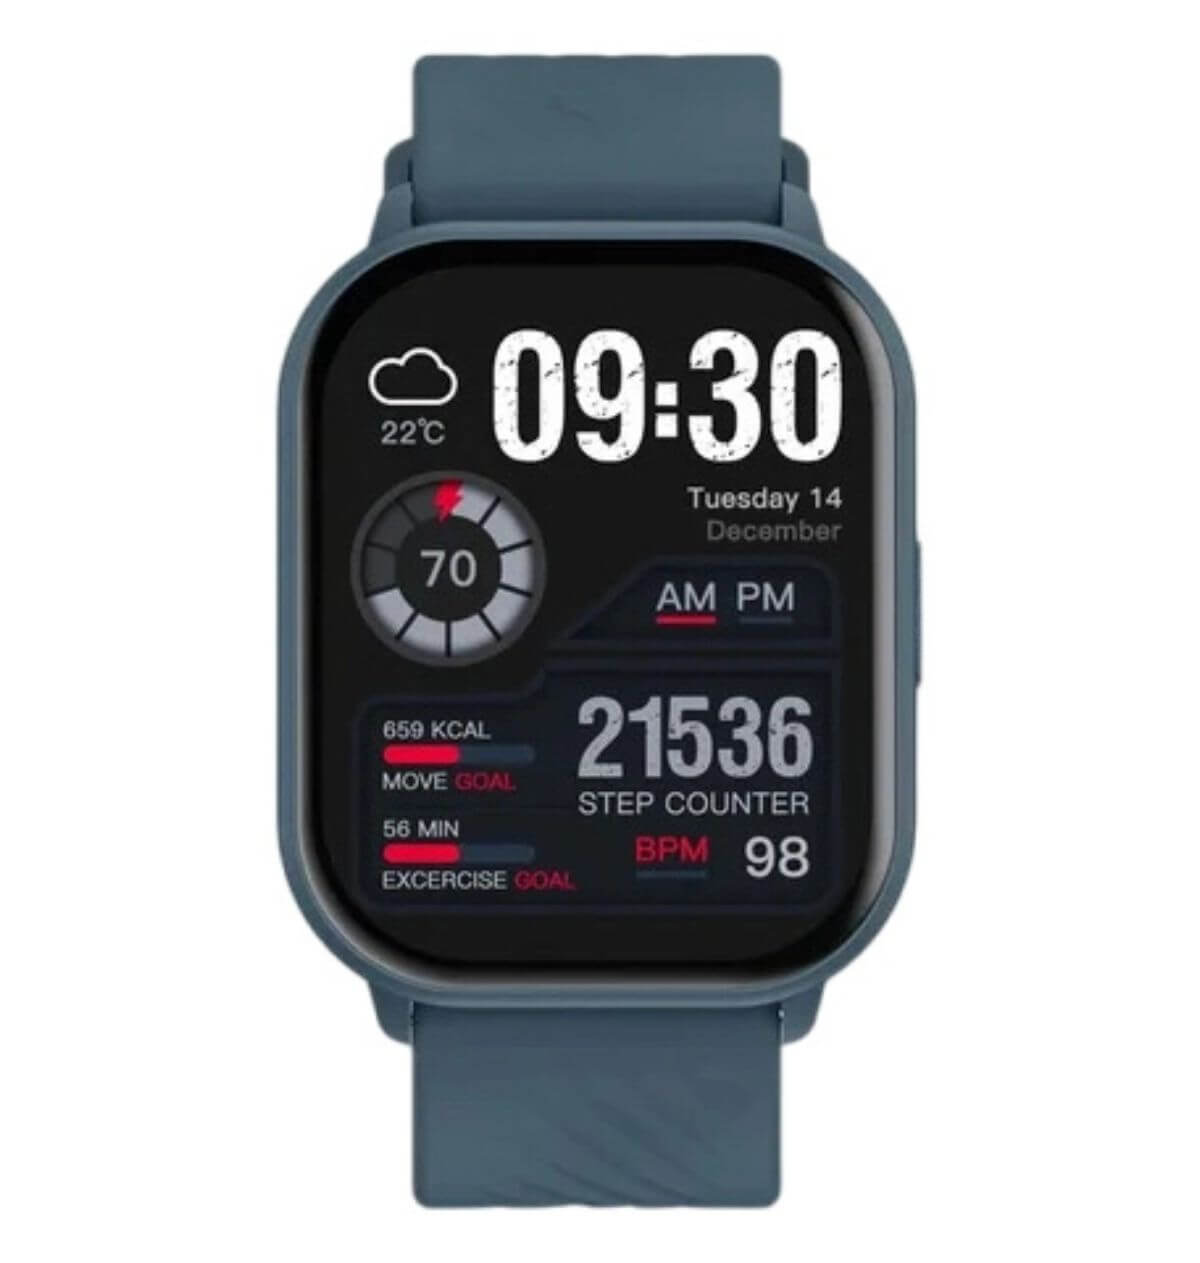 09:30
22°C
Tuesday 14
December
70
AM PM
21536
STEP COUNTER
659 KCAL
MOVE GOAL
56 MIN
EXCERCISE GOAL
BPM 98